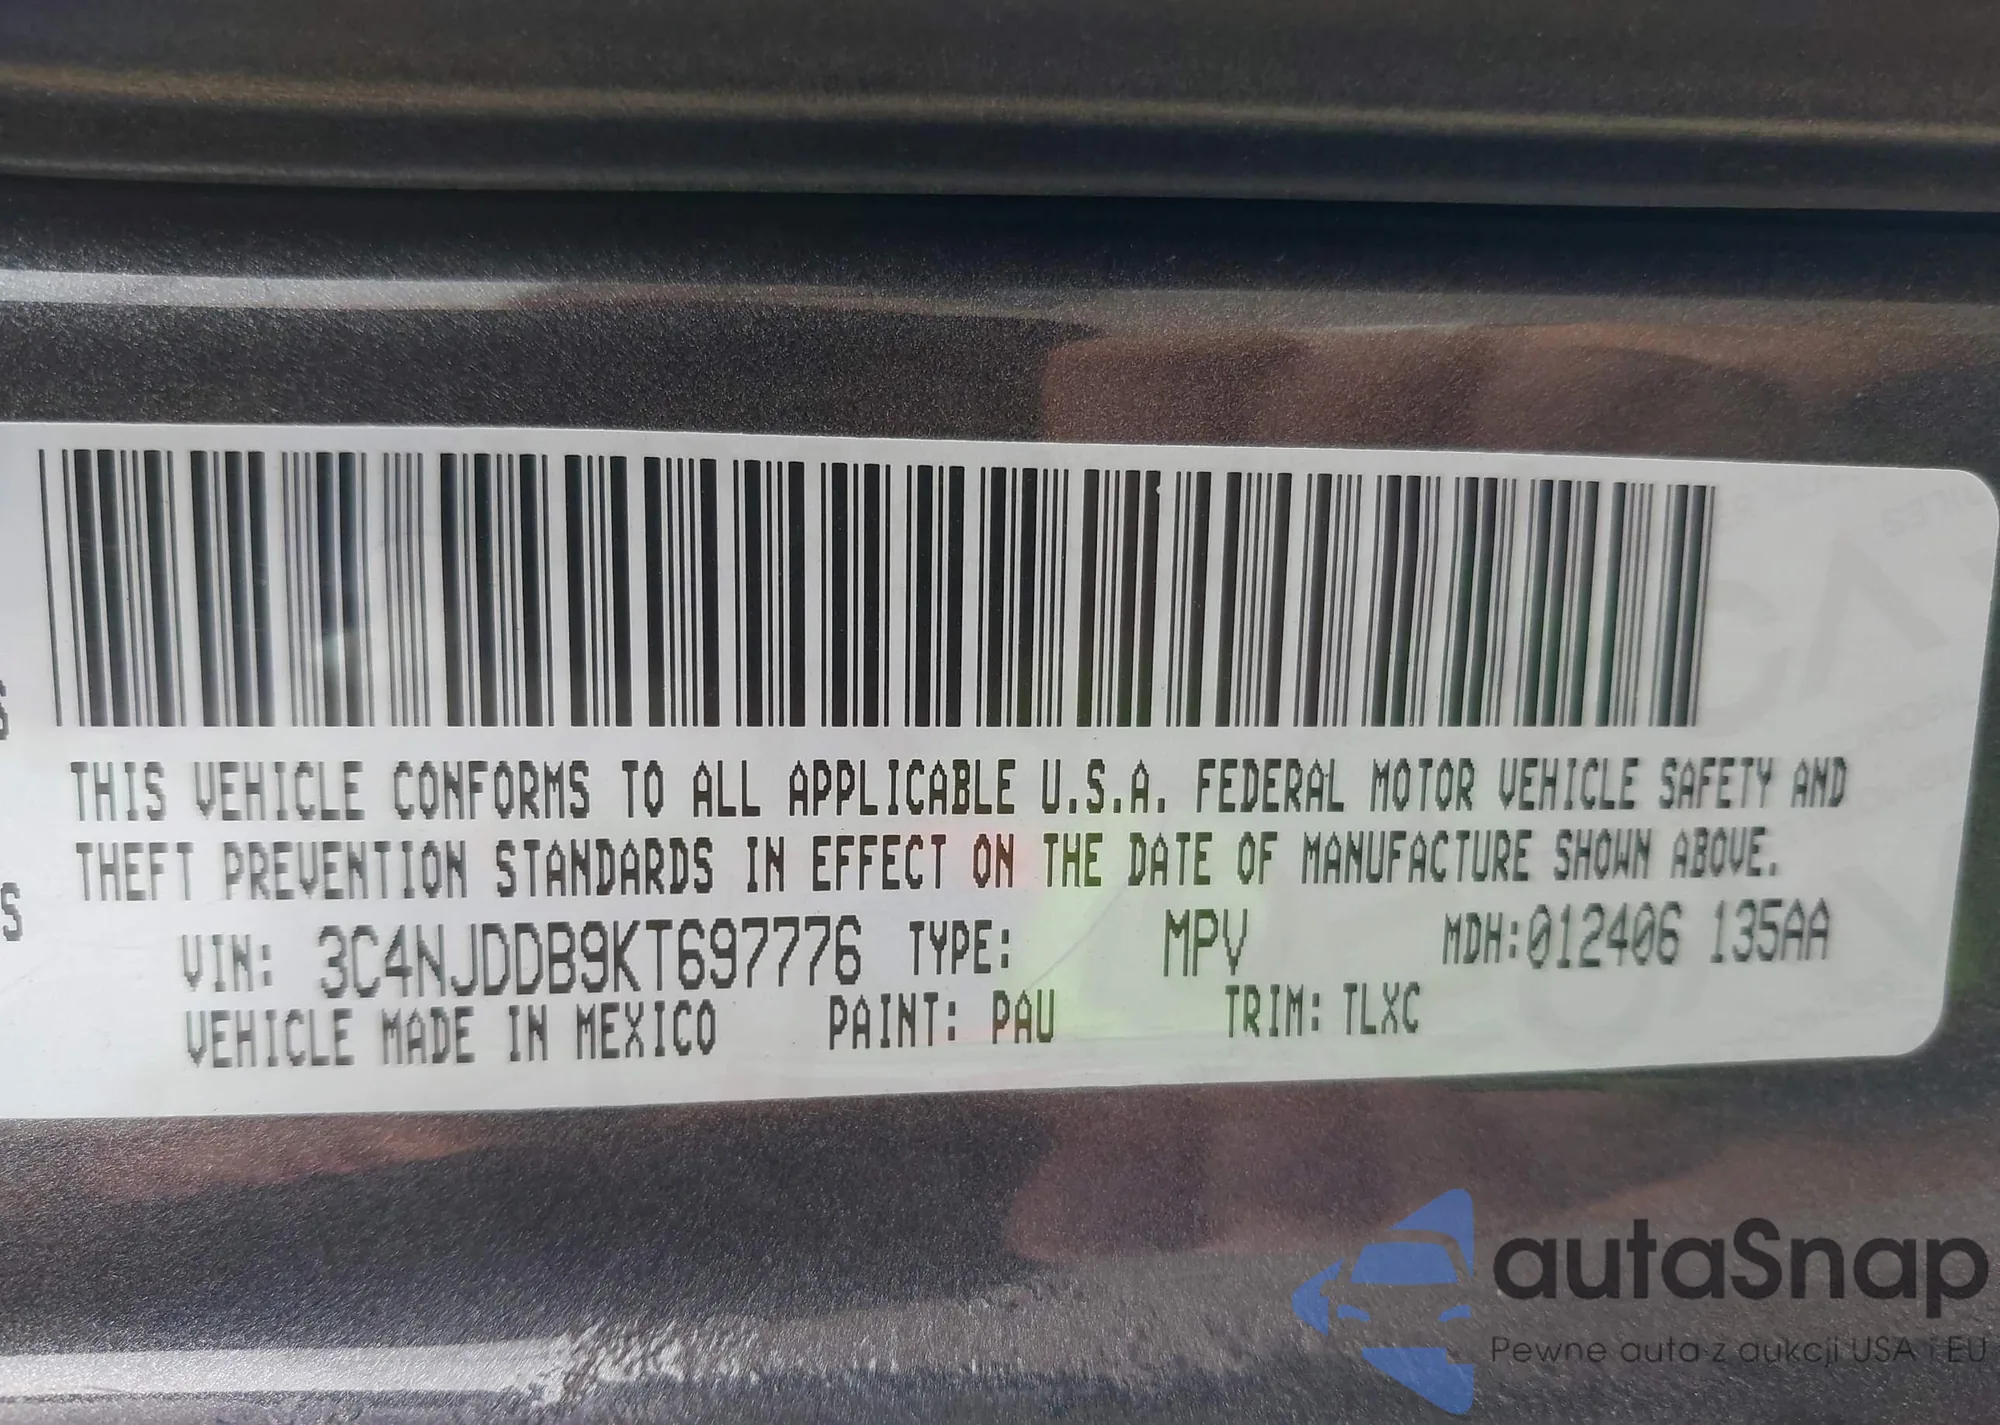 S
S
THIS VEHICLE CONFORMS TO ALL APPLICABLE U.S.A. FEDERAL MOTOR VEHICLE SAFETY AND
THEFT PREVENTION STANDARDS IN EFFECT ON THE DATE OF MANUFACTURE SHOWN ABOVE.
VIN: 3C4NJDDB9KT697776 TYPE: MPV MDH:012406 135AA
VEHICLE MADE IN MEXICO PAINT: PAU TRIM: TLXC
autaSnap
Pewne auta z aukcji USA i EU